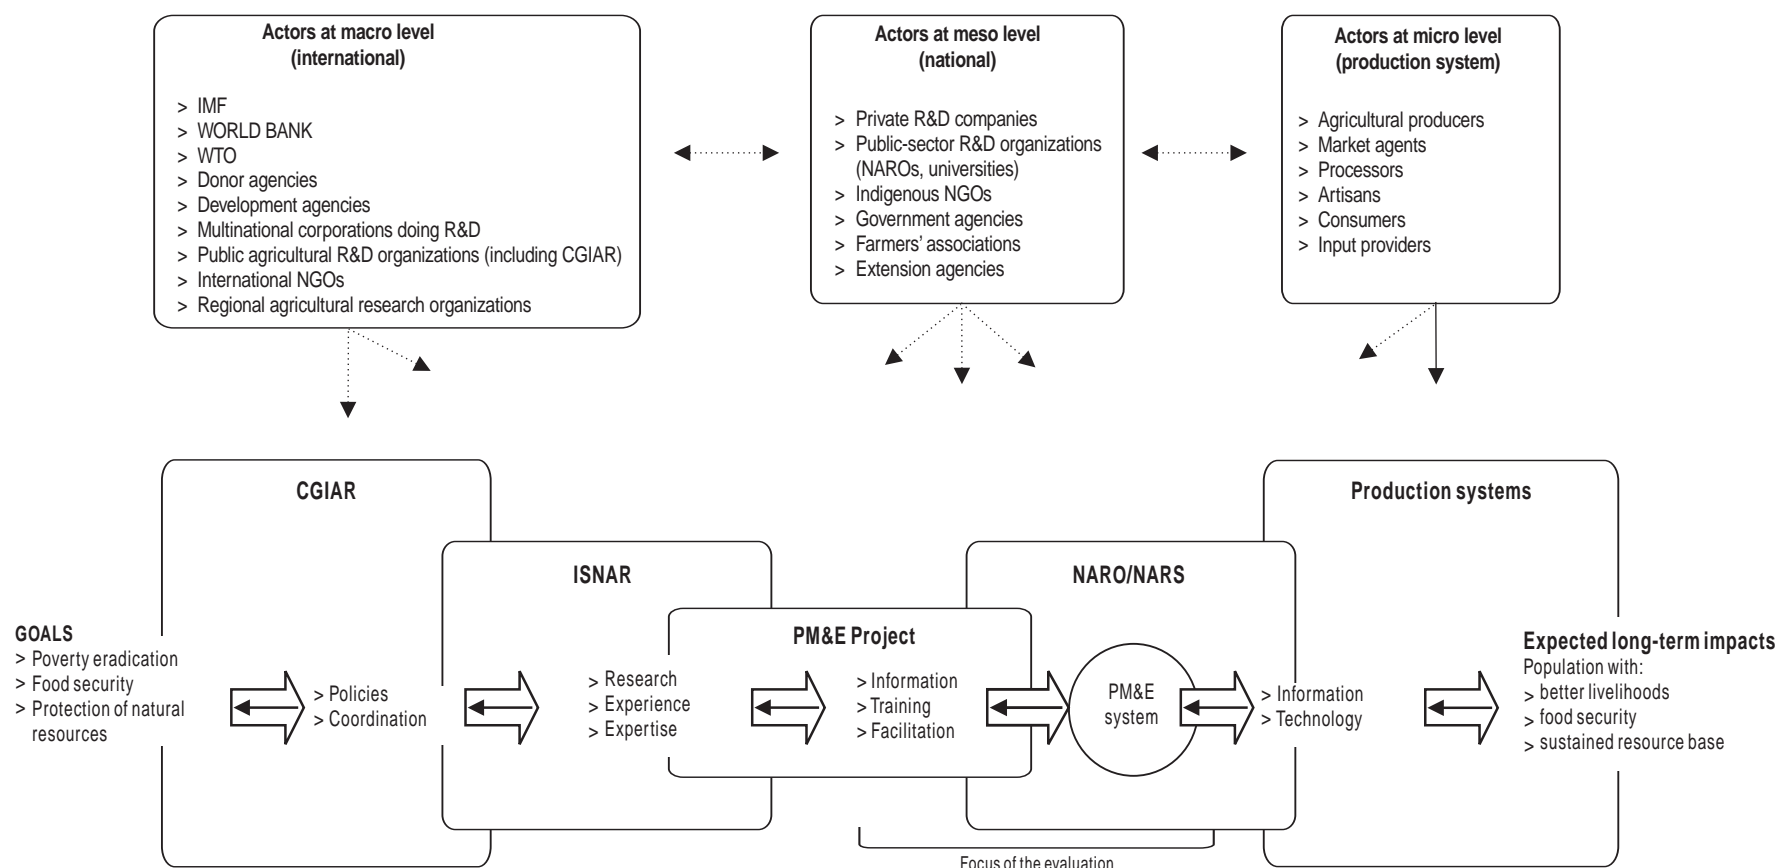 Actors at macro level
(international)
> IMF
> WORLD BANK
> WTO
> Donor agencies
> Development agencies
> Multinational corporations doing R&D
> Public agricultural R&D organizations (including CGIAR)
> International NGOs
> Regional agricultural research organizations
Actors at meso level
(national)
> Private R&D companies
> Public-sector R&D organizations
(NAROs, universities)
> Indigenous NGOs
> Government agencies
> Farmers' associations
> Extension agencies
Actors at micro level
(production system)
> Agricultural producers
> Market agents
> Processors
> Artisans
> Consumers
> Input providers
GOALS
> Poverty eradication
> Food security
> Protection of natural
resources
CGIAR
> Policies
> Coordination
ISNAR
> Research
> Experience
> Expertise
PM&E Project
> Information
> Training
> Facilitation
NARO/NARS
PM&E
system
Production systems
> Information
> Technology
Expected long-term impacts
Population with:
> better livelihoods
> food security
> sustained resource base
Focus of the evaluation